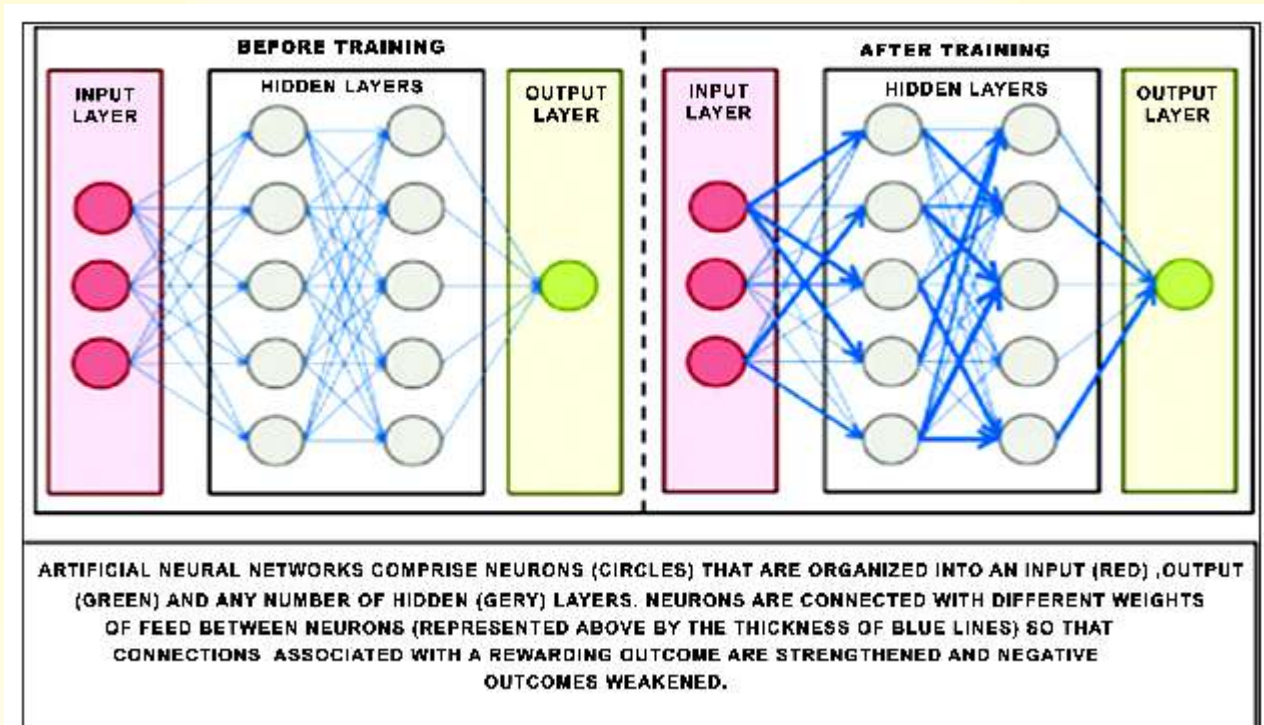 BEFORE TRAINING
INPUT
LAYER
HIDDEN LAYERS
OUTPUT
LAYER
AFTER TRAINING
INPUT
LAYER
HIDDEN LAYERS
OUTPUT
LAYER
ARTIFICIAL NEURAL NETWORKS COMPRISE NEURONS (CIRCLES) THAT ARE ORGANIZED INTO AN INPUT (RED) ,OUTPUT
(GREEN) AND ANY NUMBER OF HIDDEN (GERY) LAYERS. NEURONS ARE CONNECTED WITH DIFFERENT WEIGHTS
OF FEED BETWEEN NEURONS (REPRESENTED ABOVE BY THE THICKNESS OF BLUE LINES) SO THAT
CONNECTIONS ASSOCIATED WITH A REWARDING OUTCOME ARE STRENGTHENED AND NEGATIVE
OUTCOMES WEAKENED.